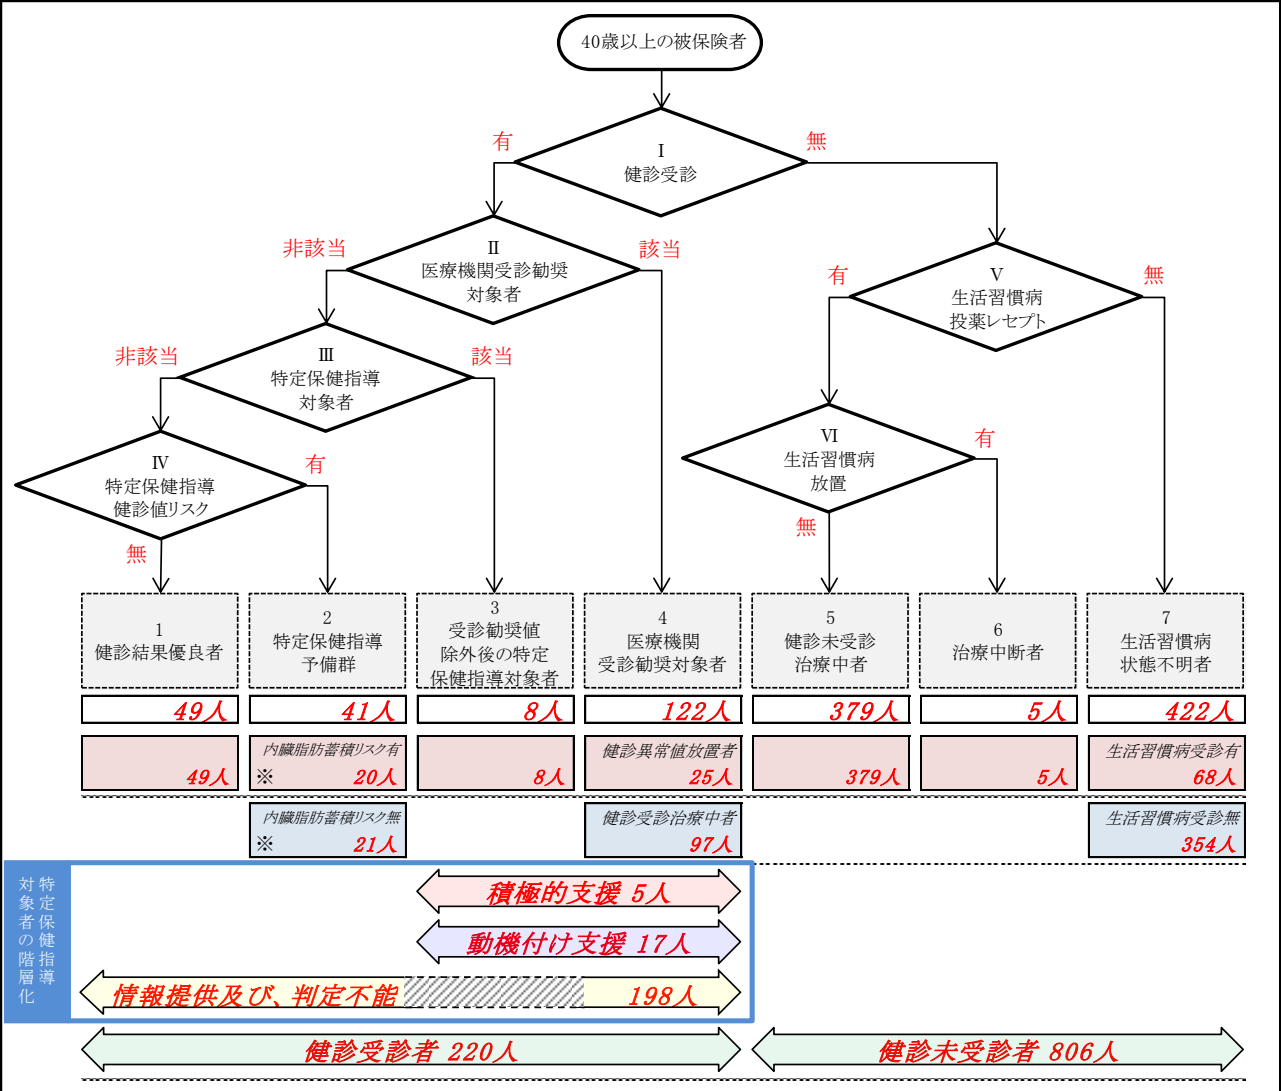 40歳以上の被保険者
有
Ⅰ
健診受診
無
非該当
Ⅱ
医療機関受診勧奨
対象者
該当
有
Ⅴ
生活習慣病
投薬レセプト
無
非該当
Ⅲ
特定保健指導
対象者
該当
Ⅳ
特定保健指導
健診値リスク
有
無
Ⅵ
生活習慣病
放置
有
無
1
健診結果優良者
2
特定保健指導
予備群
3
受診勧奨値
除外後の特定
保健指導対象者
4
医療機関
受診勧奨対象者
5
健診未受診
治療中者
6
治療中断者
7
生活習慣病
状態不明者
49人
41人
8人
122人
379人
5人
422人
49人
内臓脂肪蓄積リスク有
※ 20人
8人
健診異常値放置者
25人
379人
5人
生活習慣病受診有
68人
内臓脂肪蓄積リスク無
※ 21人
健診受診治療中者
97人
生活習慣病受診無
354人
特定保健指導
対象者の階層化
積極的支援 5人
動機付け支援 17人
情報提供及び、判定不能
198人
健診受診者 220人
健診未受診者 806人